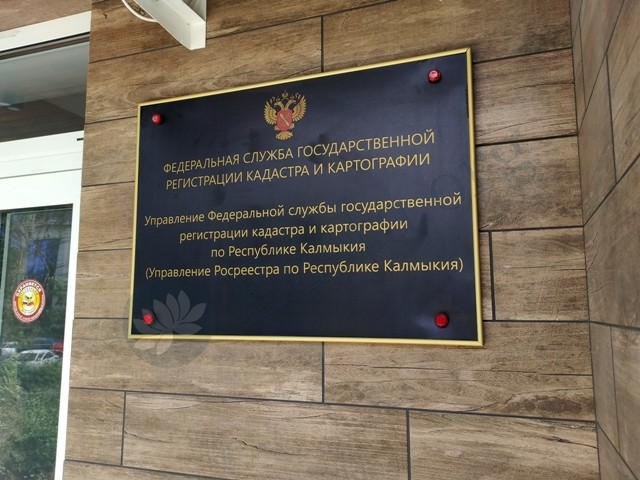 ФЕДЕРАЛЬНАЯ СЛУЖБА ГОСУДАРСТВЕННОЙ
РЕГИСТРАЦИИ КАДАСТРА И КАРТОГРАФИИ
Управление Федеральной службы государственной
регистрации кадастра и картографии
по Республике Калмыкия
(Управление Росреестра по Республике Калмыкия)